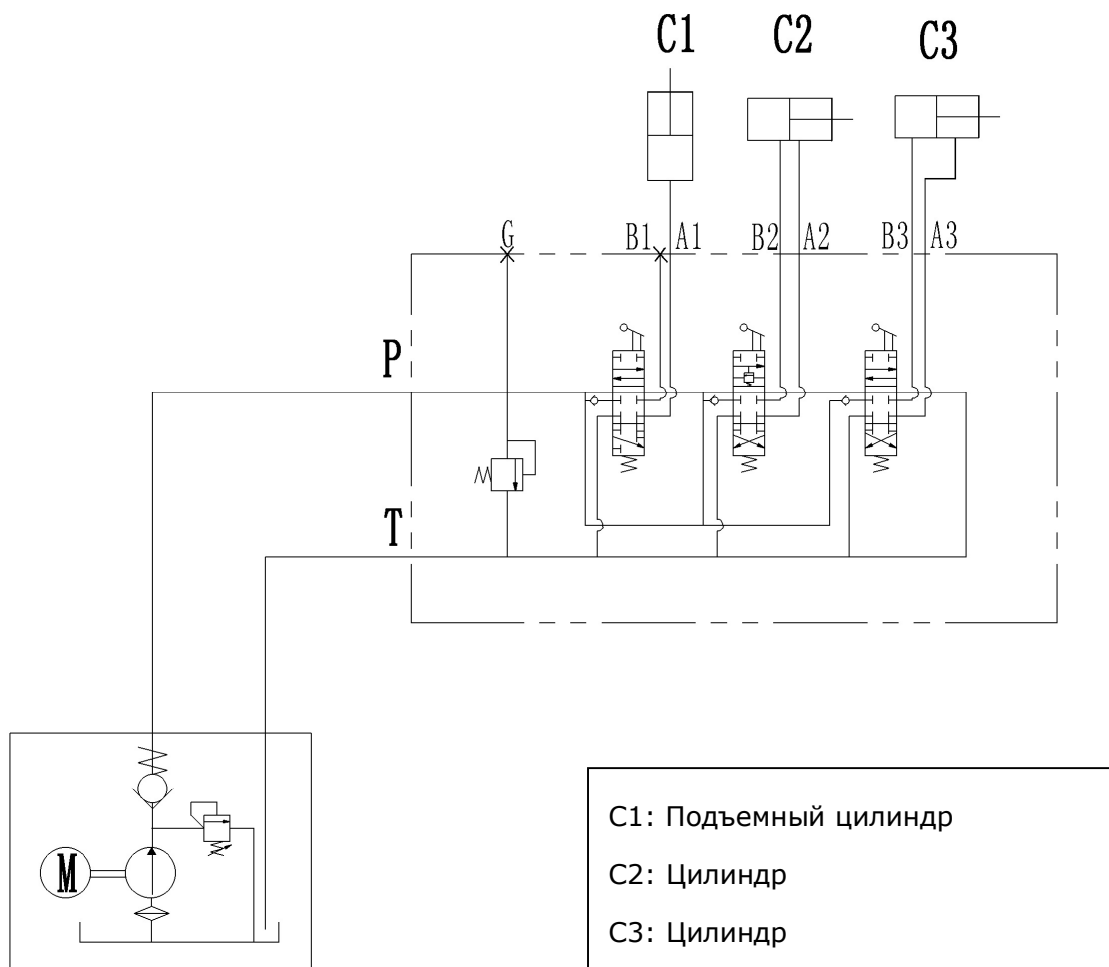 C1 C2 C3
G B1 A1 B2 A2 B3 A3
P
T
M
C1: Подъемный цилиндр
C2: Цилиндр
C3: Цилиндр